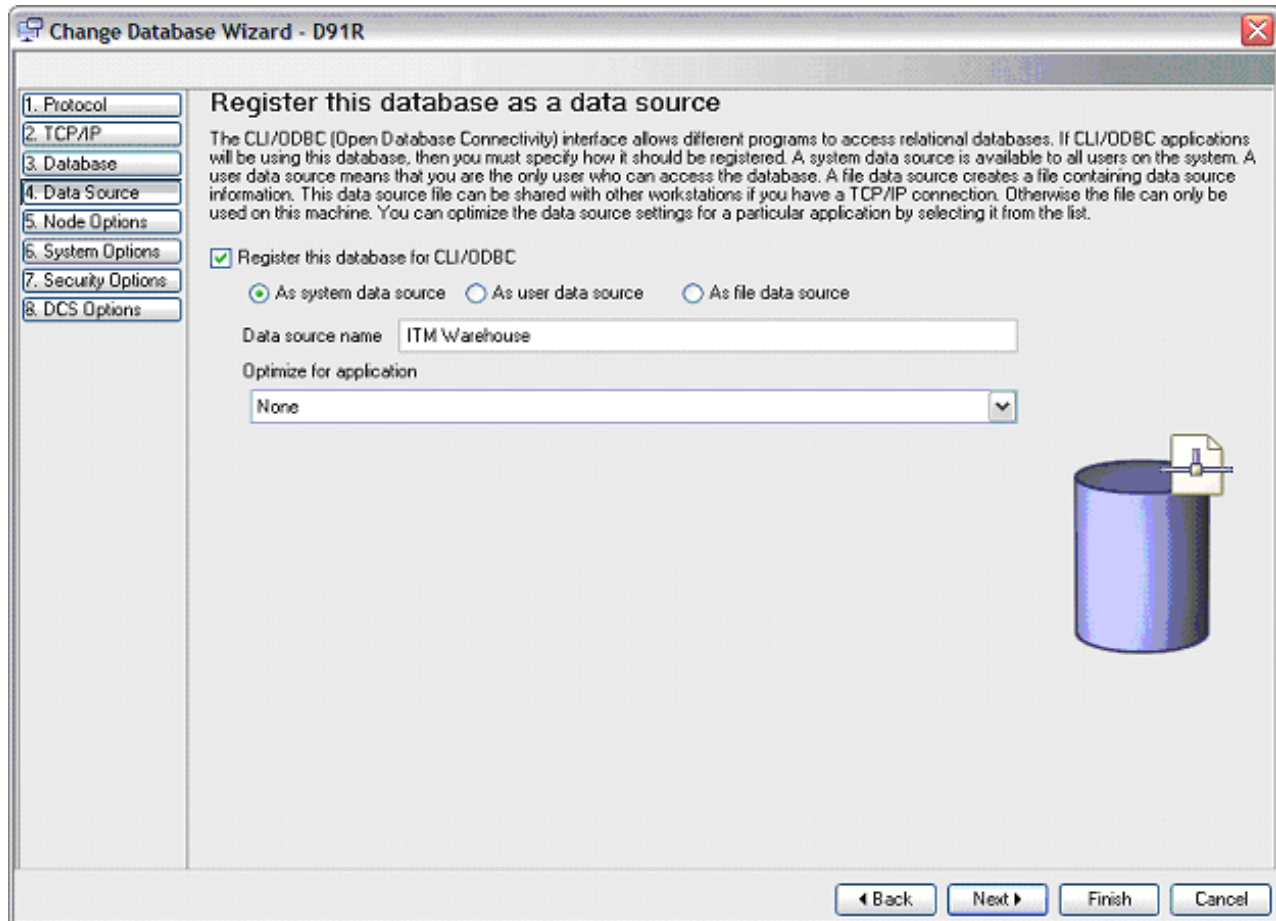 Change Database Wizard - D91R
1. Protocol
2. TCP/IP
3. Database
4. Data Source
5. Node Options
6. System Options
7. Security Options
8. DCS Options
Register this database as a data source
The CLI/ODBC (Open Database Connectivity) interface allows different programs to access relational databases. If CLI/ODBC applications
will be using this database, then you must specify how it should be registered. A system data source is available to all users on the system. A
user data source means that you are the only user who can access the database. A file data source creates a file containing data source
information. This data source file can be shared with other workstations if you have a TCP/IP connection. Otherwise the file can only be
used on this machine. You can optimize the data source settings for a particular application by selecting it from the list.
Register this database for CLI/ODBC
As system data source As user data source As file data source
Data source name ITM Warehouse
Optimize for application
None
Back Next Finish Cancel